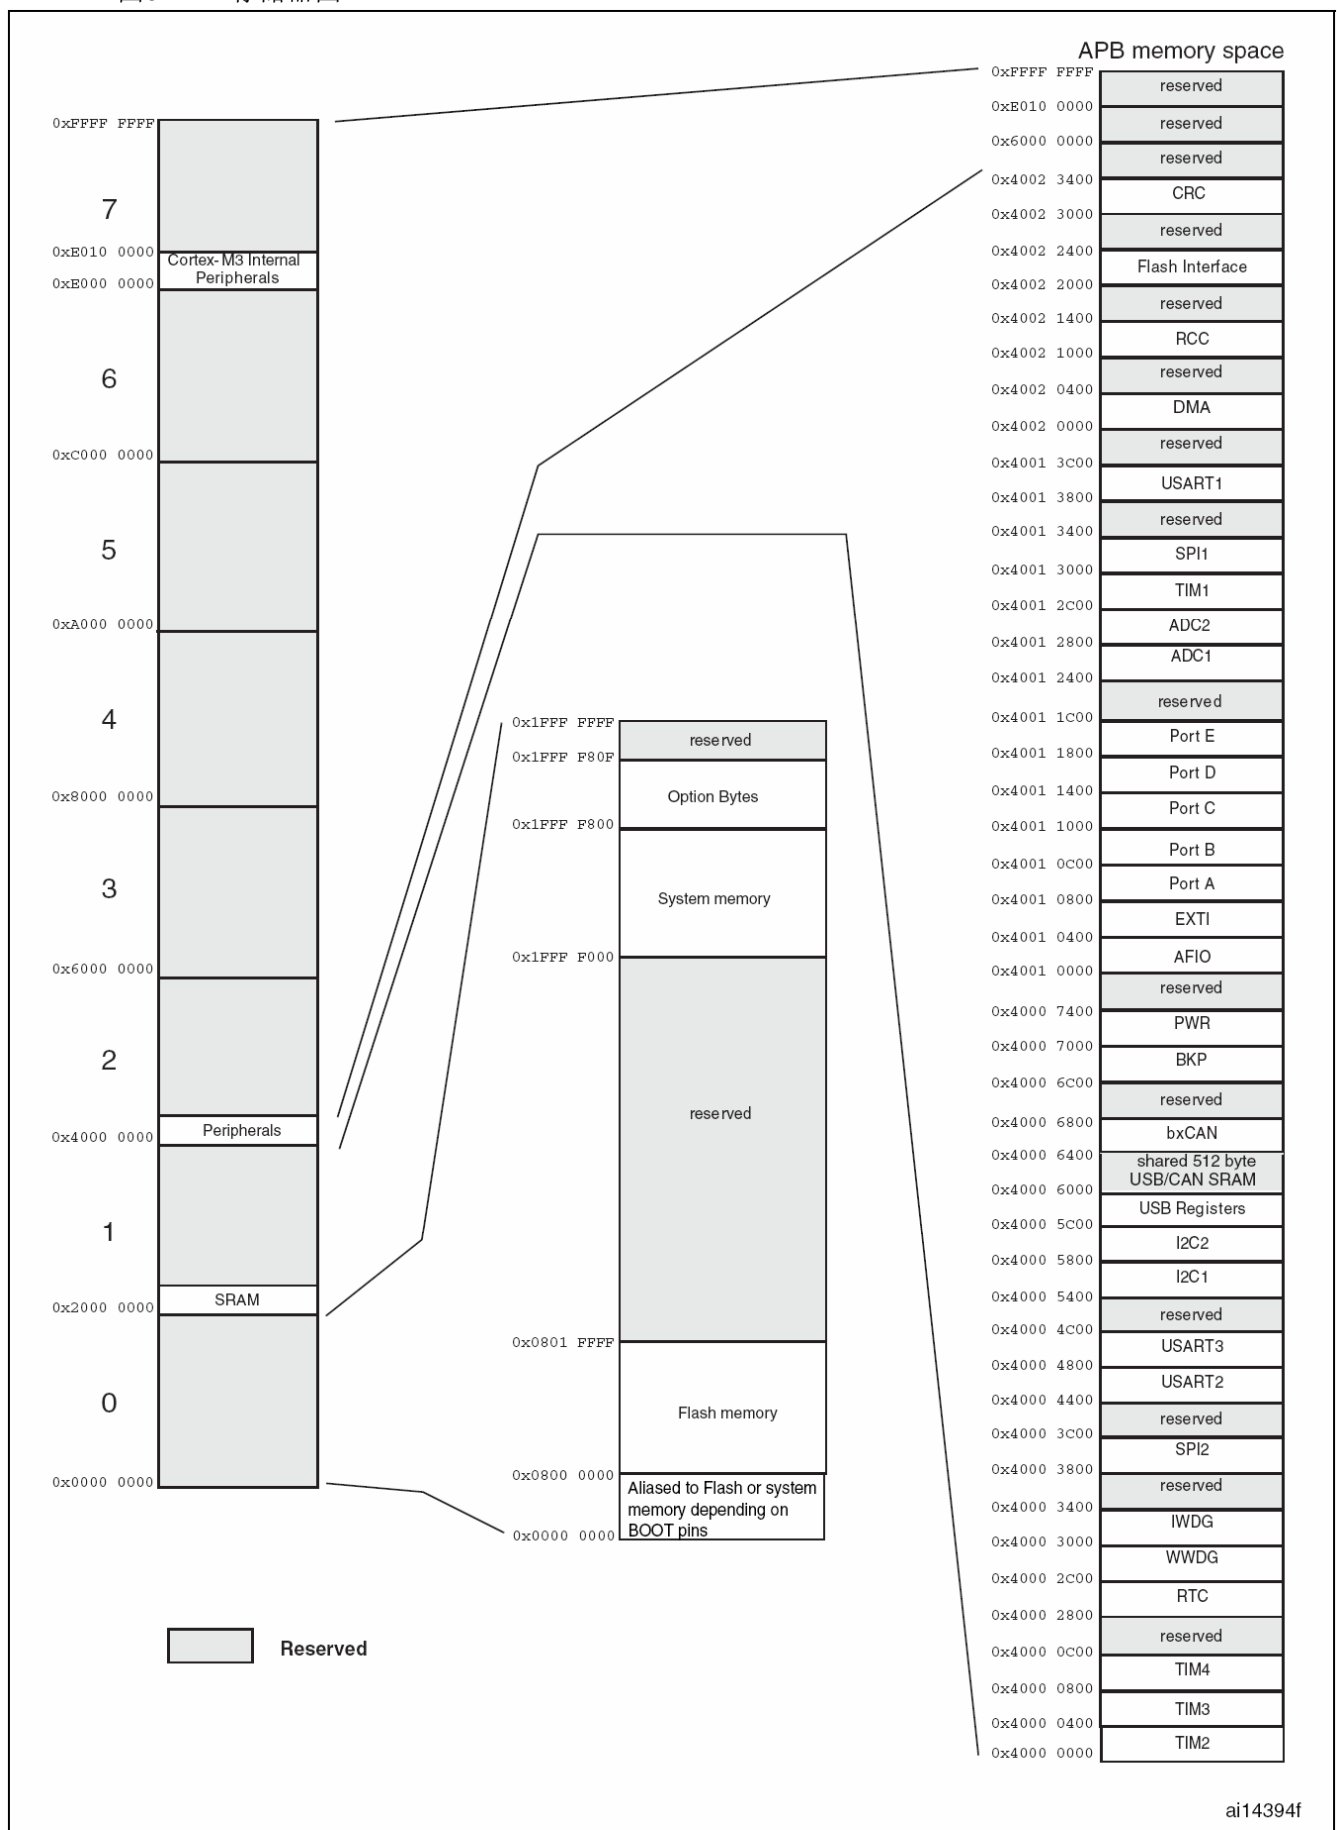 APB memory space
0xFFFF FFFF
7
0xE010 0000
Cortex-M3 Internal
Peripherals
0xE000 0000
6
0xC000 0000
5
0xA000 0000
4
0x8000 0000
3
0x6000 0000
2
Peripherals
0x4000 0000
1
SRAM
0x2000 0000
0
0x0000 0000
Reserved
0x1FFF FFFF
reserved
0x1FFF F80F
Option Bytes
0x1FFF F800
System memory
0x1FFF F000
reserved
0x0801 FFFF
Flash memory
0x0800 0000
Aliased to Flash or system
memory depending on
BOOT pins
0x0000 0000
0xFFFF FFFF
reserved
0xE010 0000
reserved
0x6000 0000
reserved
0x4002 3400
CRC
0x4002 3000
reserved
0x4002 2400
Flash Interface
0x4002 2000
reserved
0x4002 1400
RCC
0x4002 1000
reserved
0x4002 0400
DMA
0x4002 0000
reserved
0x4001 3C00
USART1
0x4001 3800
reserved
0x4001 3400
SPI1
0x4001 3000
TIM1
0x4001 2C00
ADC2
0x4001 2800
ADC1
0x4001 2400
reserved
0x4001 1C00
Port E
0x4001 1800
Port D
0x4001 1400
Port C
0x4001 1000
Port B
0x4001 0C00
Port A
0x4001 0800
EXTI
0x4001 0400
AFIO
0x4001 0000
reserved
0x4000 7400
PWR
0x4000 7000
BKP
0x4000 6C00
reserved
0x4000 6800
bxCAN
0x4000 6400
shared 512 byte
USB/CAN SRAM
0x4000 6000
USB Registers
0x4000 5C00
I2C2
0x4000 5800
I2C1
0x4000 5400
reserved
0x4000 4C00
USART3
0x4000 4800
USART2
0x4000 4400
reserved
0x4000 3C00
SPI2
0x4000 3800
reserved
0x4000 3400
IWDG
0x4000 3000
WWDG
0x4000 2C00
RTC
0x4000 2800
reserved
0x4000 0C00
TIM4
0x4000 0800
TIM3
0x4000 0400
TIM2
0x4000 0000
ai14394f